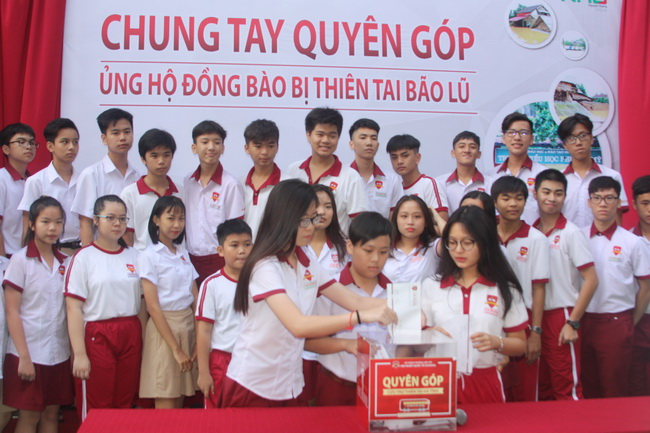 CHUNG TAY QUYÊN GÓP
ỦNG HỘ ĐỒNG BÀO BỊ THIÊN TAI BÃO LŨ
QUYÊN GÓP